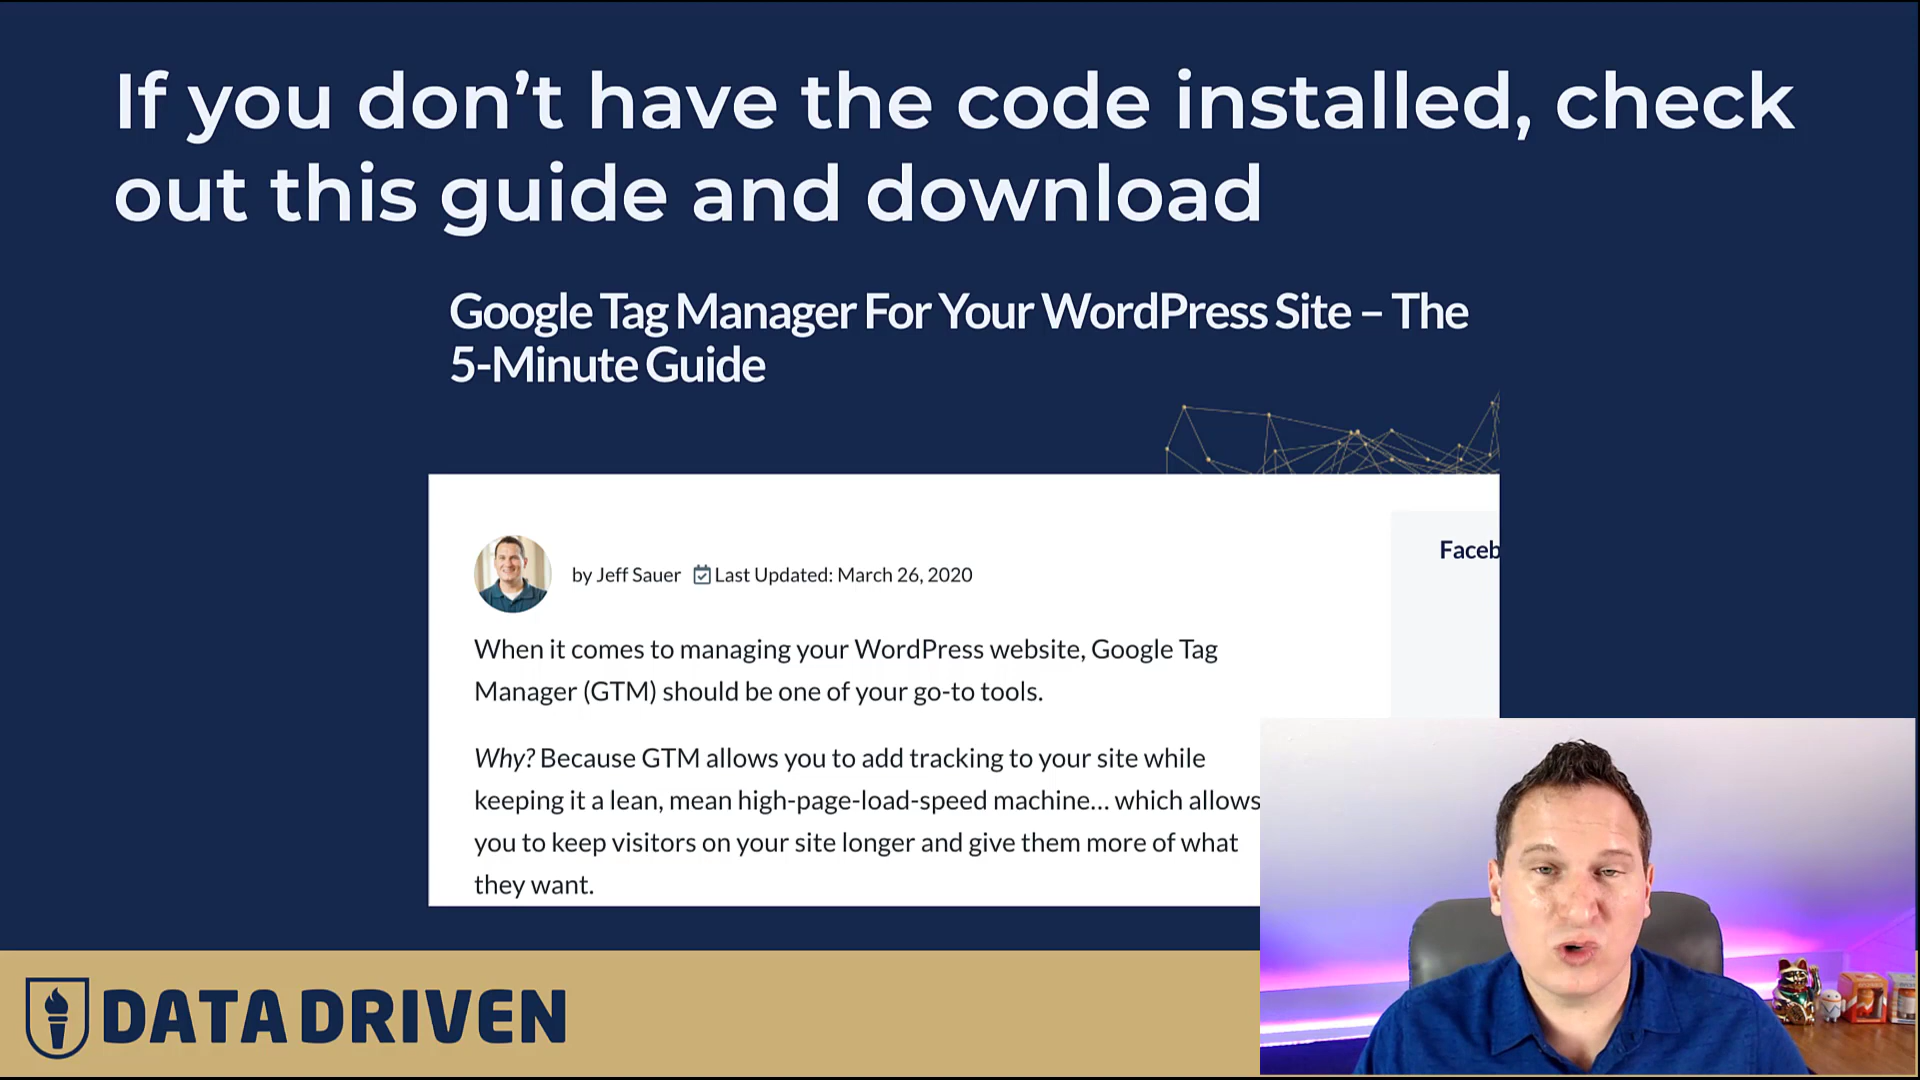 If you don’t have the code installed, check
out this guide and download
Google Tag Manager For Your WordPress Site – The
5-Minute Guide
by Jeff Sauer Last Updated: March 26, 2020
Faceb
When it comes to managing your WordPress website, Google Tag
Manager (GTM) should be one of your go-to tools.
Why? Because GTM allows you to add tracking to your site while
keeping it a lean, mean high-page-load-speed machine… which allows
you to keep visitors on your site longer and give them more of what
they want.
DATA DRIVEN